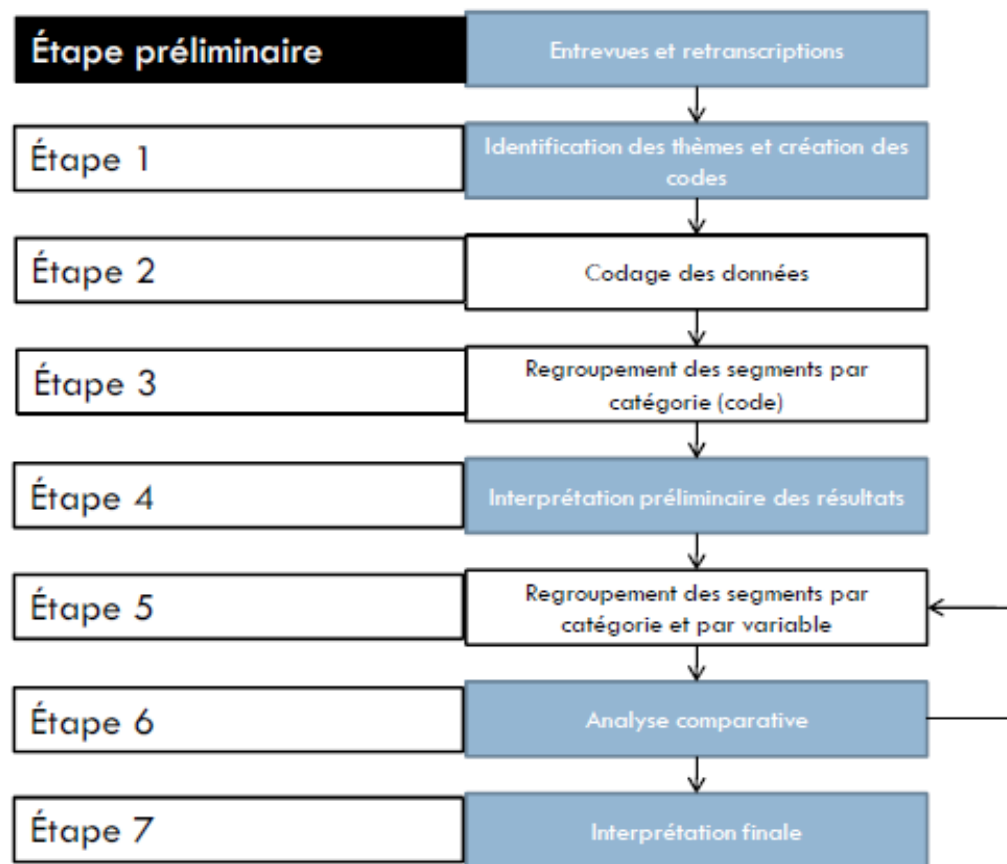 Étape préliminaire
Entrevues et retranscriptions
Étape 1
Identification des thèmes et création des
codes
Étape 2
Codage des données
Étape 3
Regroupement des segments par
catégorie (code)
Étape 4
Interprétation préliminaire des résultats
Étape 5
Regroupement des segments par
catégorie et par variable
Étape 6
Analyse comparative
Étape 7
Interprétation finale